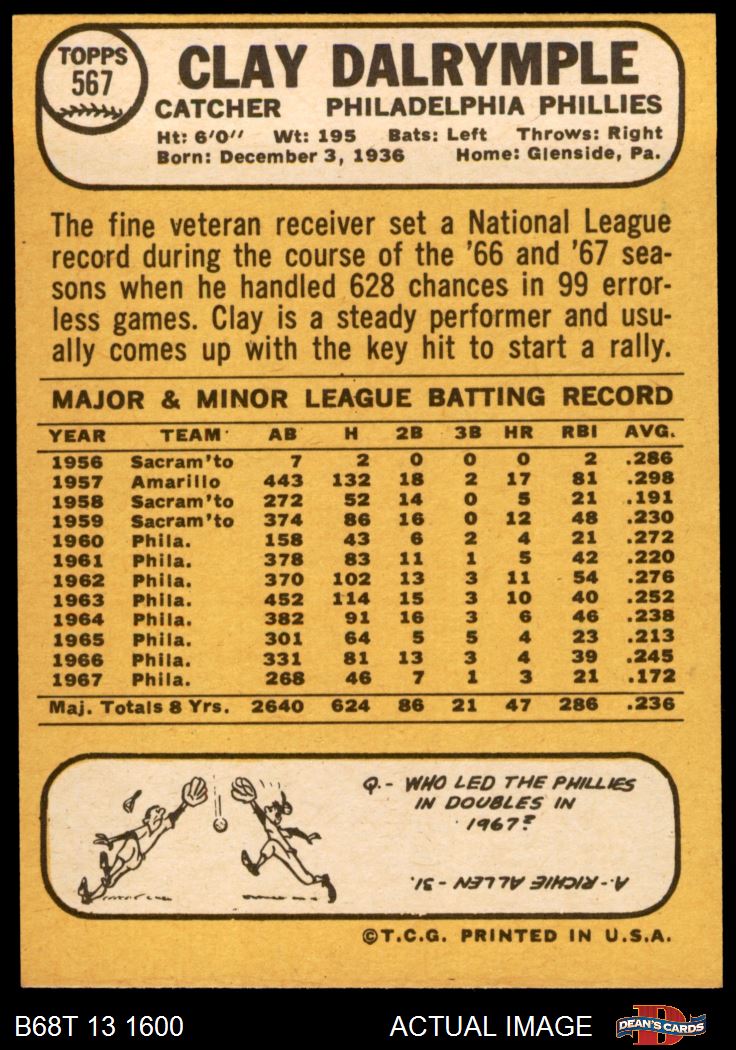 TOPPS
567
CLAY DALRYMPLE
CATCHER PHILADELPHIA PHILLIES
Ht: 6'0" Wt: 195 Bats: Left Throws: Right
Born: December 3, 1936 Home: Glenside, Pa.
The fine veteran receiver set a National League
record during the course of the '66 and '67 sea-
sons when he handled 628 chances in 99 error-
less games. Clay is a steady performer and usu-
ally comes up with the key hit to start a rally.
MAJOR & MINOR LEAGUE BATTING RECORD
YEAR TEAM AB H 2B 3B HR RBI AVG.
1956 Sacram'to 7 2 0 0 0 2 .286
1957 Amarillo 443 132 18 2 17 81 .298
1958 Sacram'to 272 52 14 0 5 21 .191
1959 Sacram'to 374 86 16 0 12 48 .230
1960 Phila. 158 43 6 2 4 21 .272
1961 Phila. 378 83 11 1 5 42 .220
1962 Phila. 370 102 13 3 11 54 .276
1963 Phila. 452 114 15 3 10 40 .252
1964 Phila. 382 91 16 3 6 46 .238
1965 Phila. 301 64 5 5 4 23 .213
1966 Phila. 331 81 13 3 4 39 .245
1967 Phila. 268 46 7 1 3 21 .172
Maj. Totals 8 Yrs. 2640 624 86 21 47 286 .236
Q.- WHO LED THE PHILLIES
IN DOUBLES IN
1967?
A.- RICHIE ALLEN - 31.
©T.C.G. PRINTED IN U.S.A.
B68T 13 1600 ACTUAL IMAGE DEAN'S CARDS